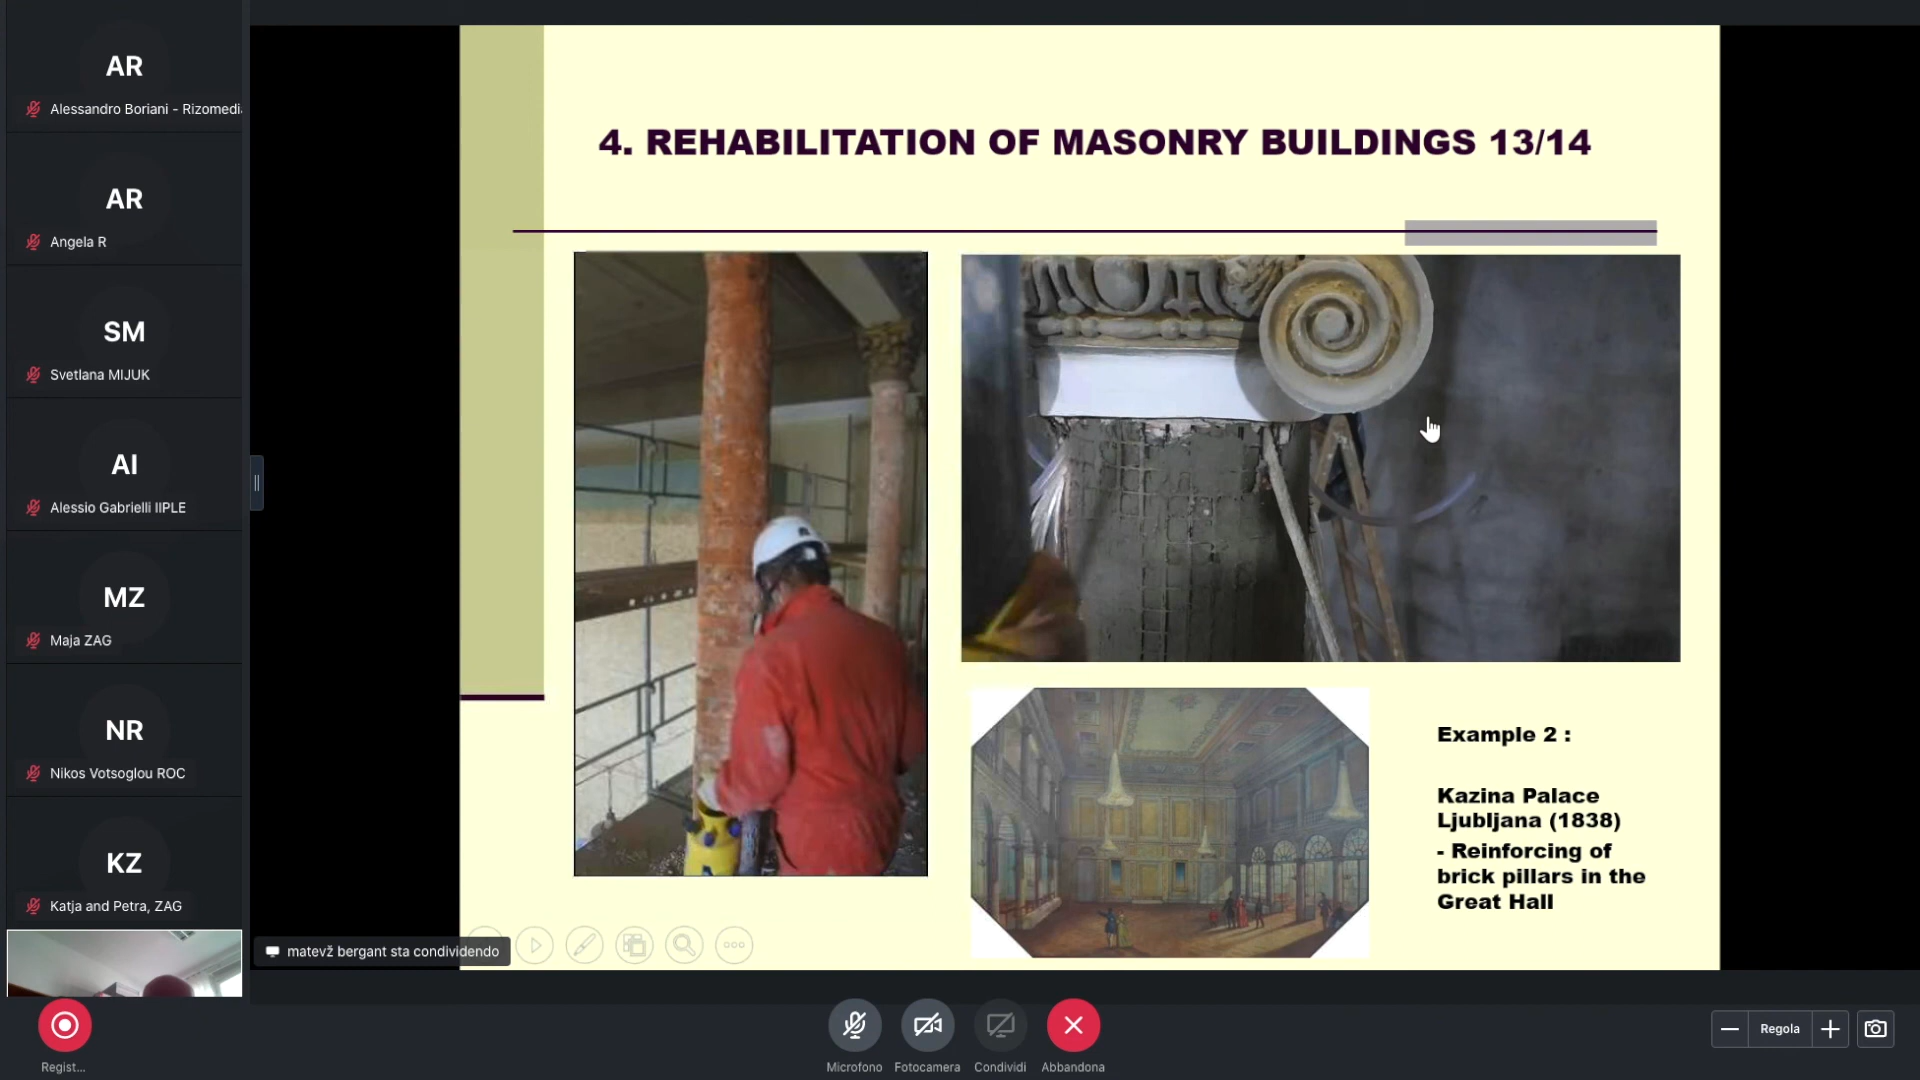 AR
Alessandro Boriani - Rizomedia
AR
Angela R
SM
Svetlana MIJUK
AI
Alessio Gabrielli IIPLE
MZ
Maja ZAG
NR
Nikos Votsoglou ROC
KZ
Katja and Petra, ZAG
4. REHABILITATION OF MASONRY BUILDINGS 13/14
Example 2 :
Kazina Palace
Ljubljana (1838)
- Reinforcing of
brick pillars in the
Great Hall
matevž bergant sta condividendo
Regist...
Microfono
Fotocamera
Condividi
Abbandona
Regola